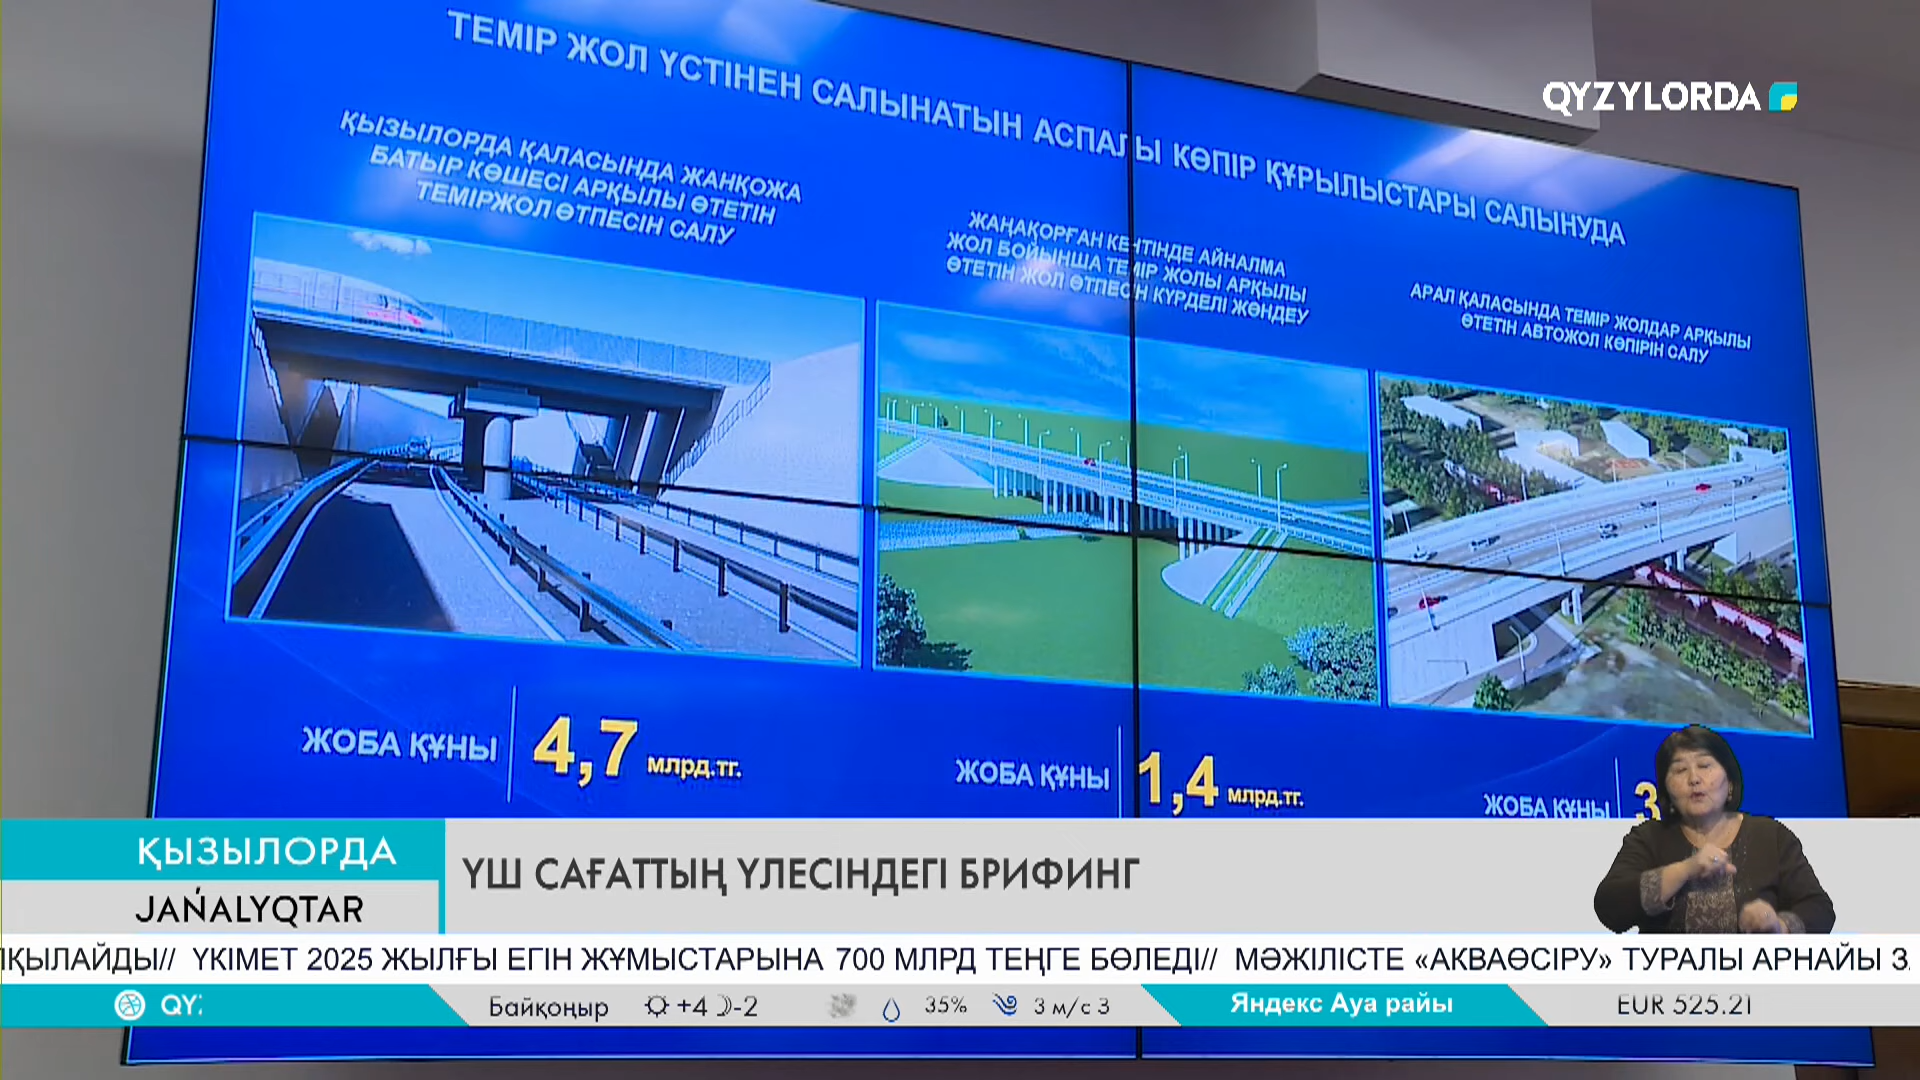 ТЕМІР ЖОЛ ҮСТІНЕН САЛЫНАТЫН АСПАЛЫ КӨПІР ҚҰРЫЛЫСТАРЫ САЛЫНУДА
QYZYLORDA
ҚЫЗЫЛОРДА ҚАЛАСЫНДА ЖАНҚОЖА
БАТЫР КӨШЕСІ АРҚЫЛЫ ӨТЕТІН
ТЕМІРЖОЛ ӨТПЕСІН САЛУ
ЖАҢАҚОРҒАН КЕНТІНДЕ АЙНАЛМА
ЖОЛ БОЙЫНША ТЕМІР ЖОЛЫ АРҚЫЛЫ
ӨТЕТІН ЖОЛ ӨТПЕСІН КҮРДЕЛІ ЖӨНДЕУ
АРАЛ ҚАЛАСЫНДА ТЕМІР ЖОЛДАР АРҚЫЛЫ
ӨТЕТІН АВТОЖОЛ КӨПІРІН САЛУ
ЖОБА ҚҰНЫ 4,7 МЛРД.ТГ.
ЖОБА ҚҰНЫ 1,4 МЛРД.ТГ.
ЖОБА ҚҰНЫ 3
ҚЫЗЫЛОРДА
JAŃALYQTAR
ҮШ САҒАТТЫҢ ҮЛЕСІНДЕГІ БРИФИНГ
ҚЫЛАЙДЫ// ҮКІМЕТ 2025 ЖЫЛҒЫ ЕГІН ЖҰМЫСТАРЫНА 700 МЛРД ТЕҢГЕ БӨЛЕДІ// МӘЖІЛІСТЕ «АКВАӨСІРУ» ТУРАЛЫ АРНАЙЫ З
QYZ
Байқоңыр +4 -2 35% 3 м/с З
Яндекс Ауа райы
EUR 525.21